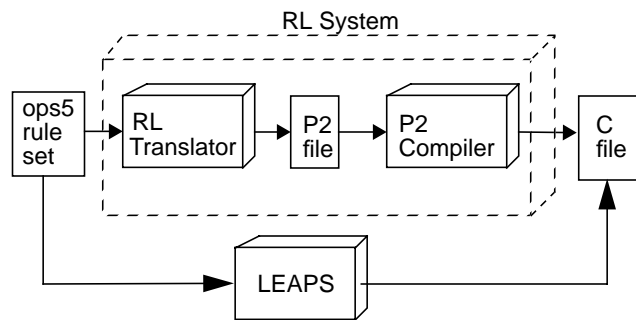 RL System
ops5
rule
set
RL
Translator
P2
file
P2
Compiler
C
file
LEAPS